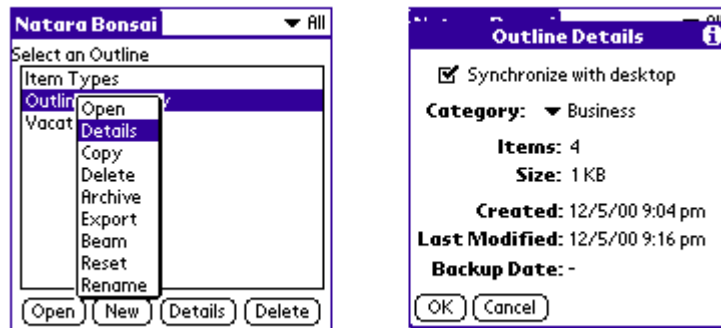 Natara Bonsai
All
Select an Outline
Item Types
Outlin
Vacat
Open
Details
Copy
Delete
Archive
Export
Beam
Reset
Rename
Open New Details Delete
Outline Details
Synchronize with desktop
Category: Business
Items: 4
Size: 1 KB
Created: 12/5/00 9:04 pm
Last Modified: 12/5/00 9:16 pm
Backup Date: -
OK Cancel